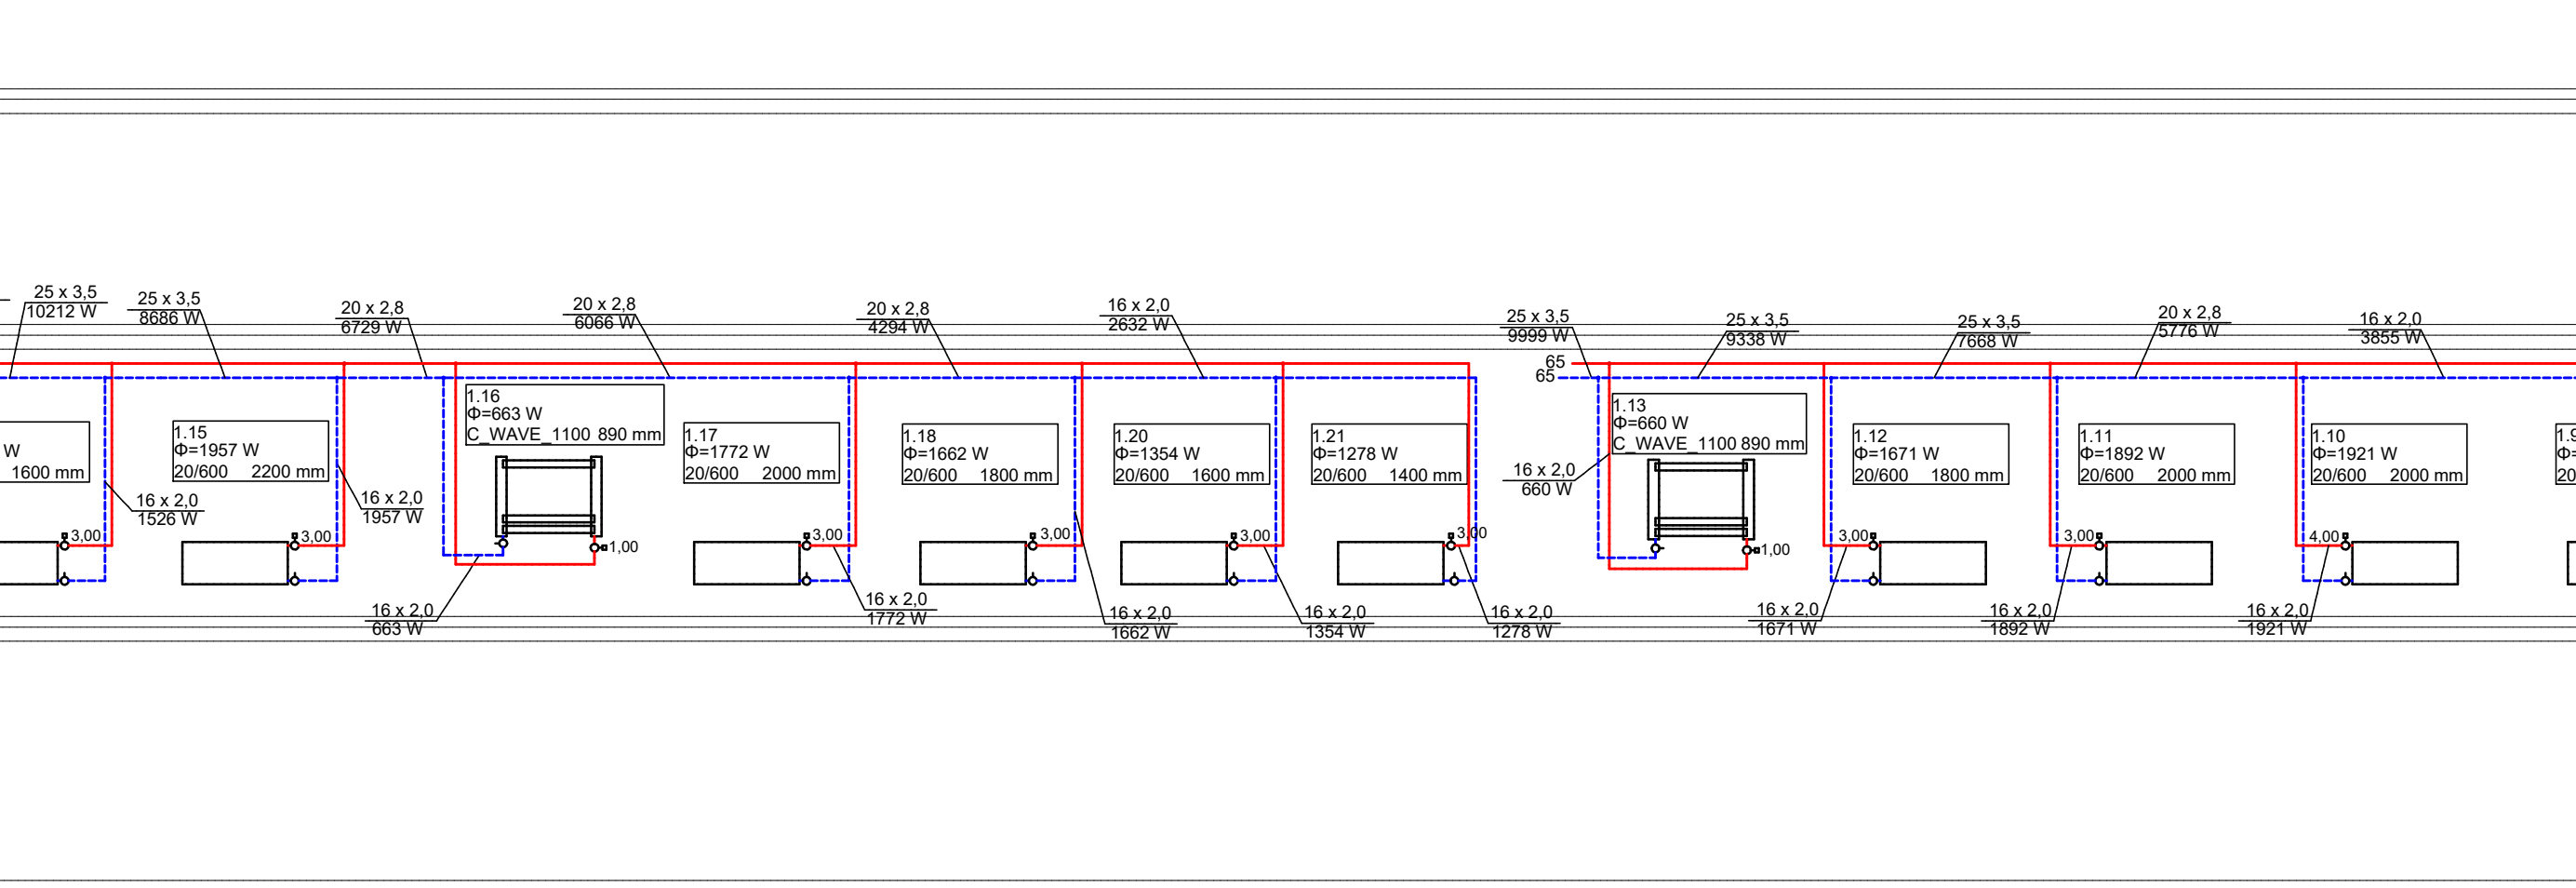 25 x 3,5
10212 W
25 x 3,5
8686 W
20 x 2,8
6729 W
20 x 2,8
6066 W
20 x 2,8
4294 W
16 x 2,0
2632 W
25 x 3,5
9999 W
25 x 3,5
9338 W
25 x 3,5
7668 W
20 x 2,8
5776 W
16 x 2,0
3855 W
65
65
W
1600 mm
1.15
Φ=1957 W
20/600 2200 mm
1.16
Φ=663 W
C_WAVE_1100 890 mm
1.17
Φ=1772 W
20/600 2000 mm
1.18
Φ=1662 W
20/600 1800 mm
1.20
Φ=1354 W
20/600 1600 mm
1.21
Φ=1278 W
20/600 1400 mm
1.13
Φ=660 W
C_WAVE_1100 890 mm
1.12
Φ=1671 W
20/600 1800 mm
1.11
Φ=1892 W
20/600 2000 mm
1.10
Φ=1921 W
20/600 2000 mm
16 x 2,0
1526 W
16 x 2,0
1957 W
16 x 2,0
660 W
3,00
3,00
1,00
3,00
3,00
3,00
3,00
1,00
3,00
3,00
4,00
16 x 2,0
663 W
16 x 2,0
1772 W
16 x 2,0
1662 W
16 x 2,0
1354 W
16 x 2,0
1278 W
16 x 2,0
1671 W
16 x 2,0
1892 W
16 x 2,0
1921 W